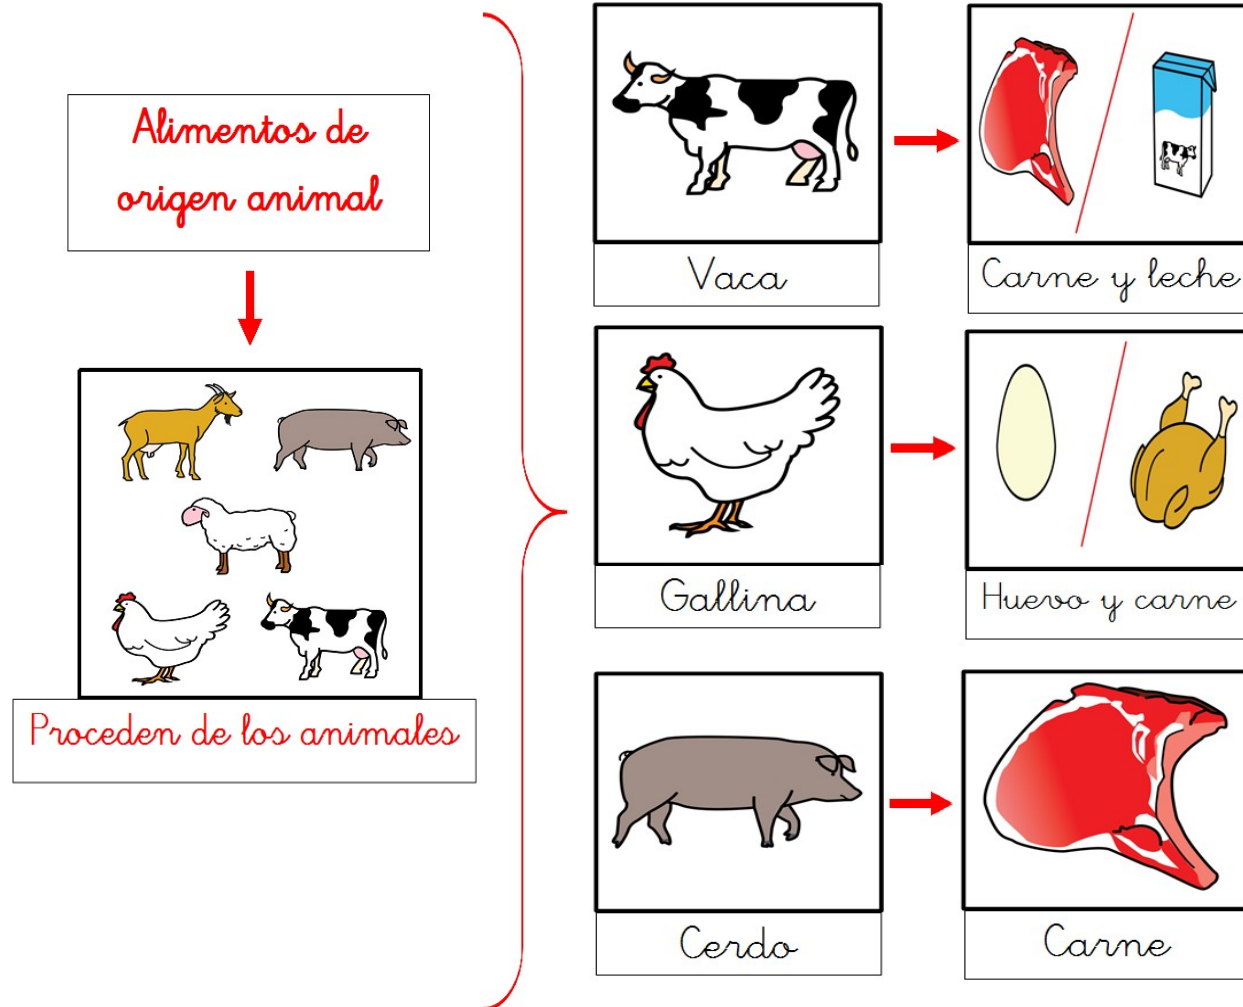 Alimentos de
origen animal
Proceden de los animales
Vaca
Carne y leche
Gallina
Huevo y carne
Cerdo
Carne